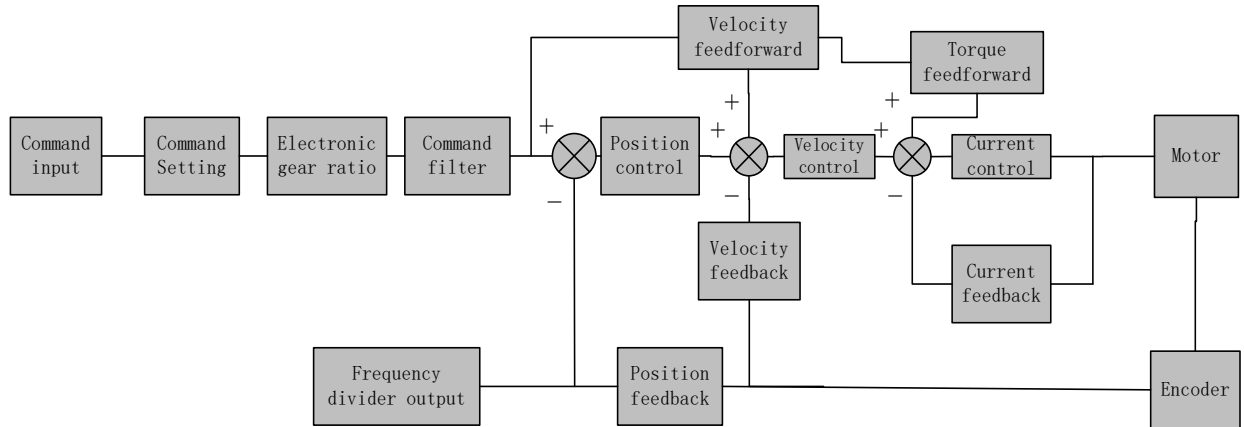 Velocity
feedforward
Torque
feedforward
+
+
+
+
+
Command
input
Command
Setting
Electronic
gear ratio
Command
filter
Position
control
Velocity
control
Current
control
Motor
−
−
−
Velocity
feedback
Current
feedback
Frequency
divider output
Position
feedback
Encoder